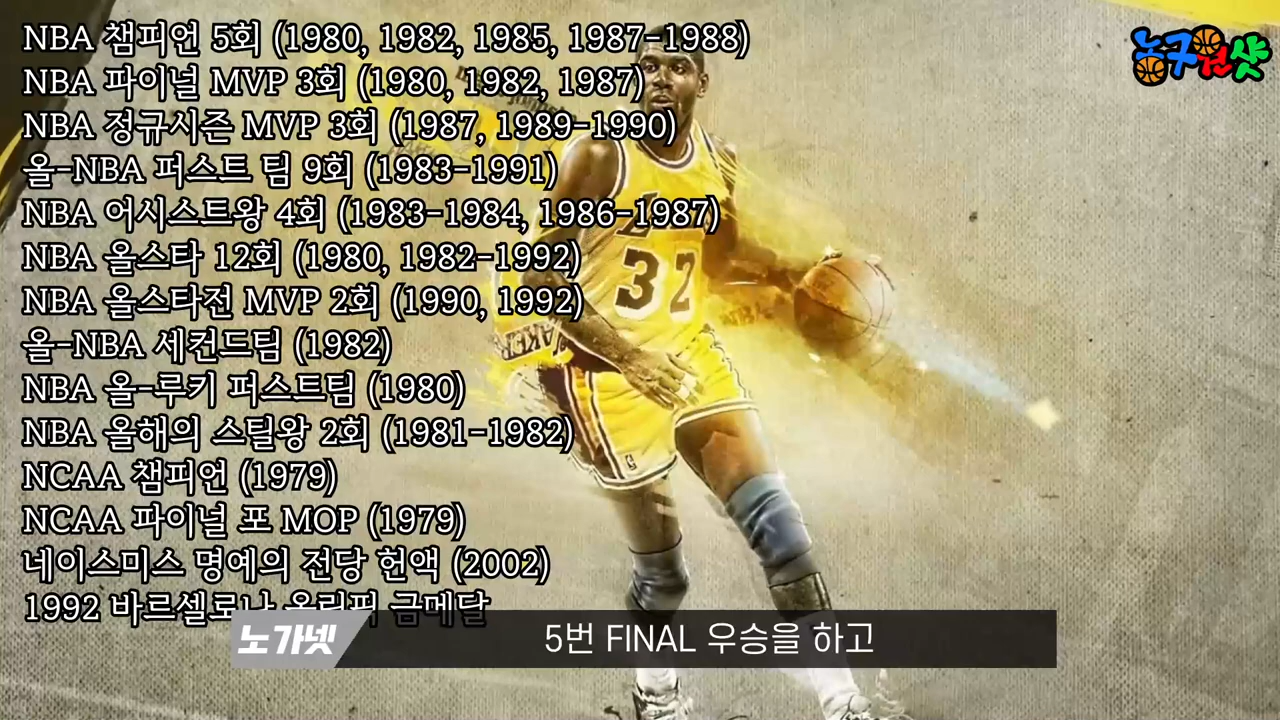 NBA 챔피언 5회 (1980, 1982, 1985, 1987-1988)
NBA 파이널 MVP 3회 (1980, 1982, 1987)
NBA 정규시즌 MVP 3회 (1987, 1989-1990)
올-NBA 퍼스트 팀 9회 (1983-1991)
NBA 어시스트왕 4회 (1983-1984, 1986-1987)
NBA 올스타 12회 (1980, 1982-1992)
NBA 올스타전 MVP 2회 (1990, 1992)
올-NBA 세컨드팀 (1982)
NBA 올-루키 퍼스트팀 (1980)
NBA 올해의 스틸왕 2회 (1981-1982)
NCAA 챔피언 (1979)
NCAA 파이널 포 MOP (1979)
네이스미스 명예의 전당 헌액 (2002)
1992 바르셀로나 올림픽 금메달
노가넷 5번 FINAL 우승을 하고
농구원샷
32
LAKERS